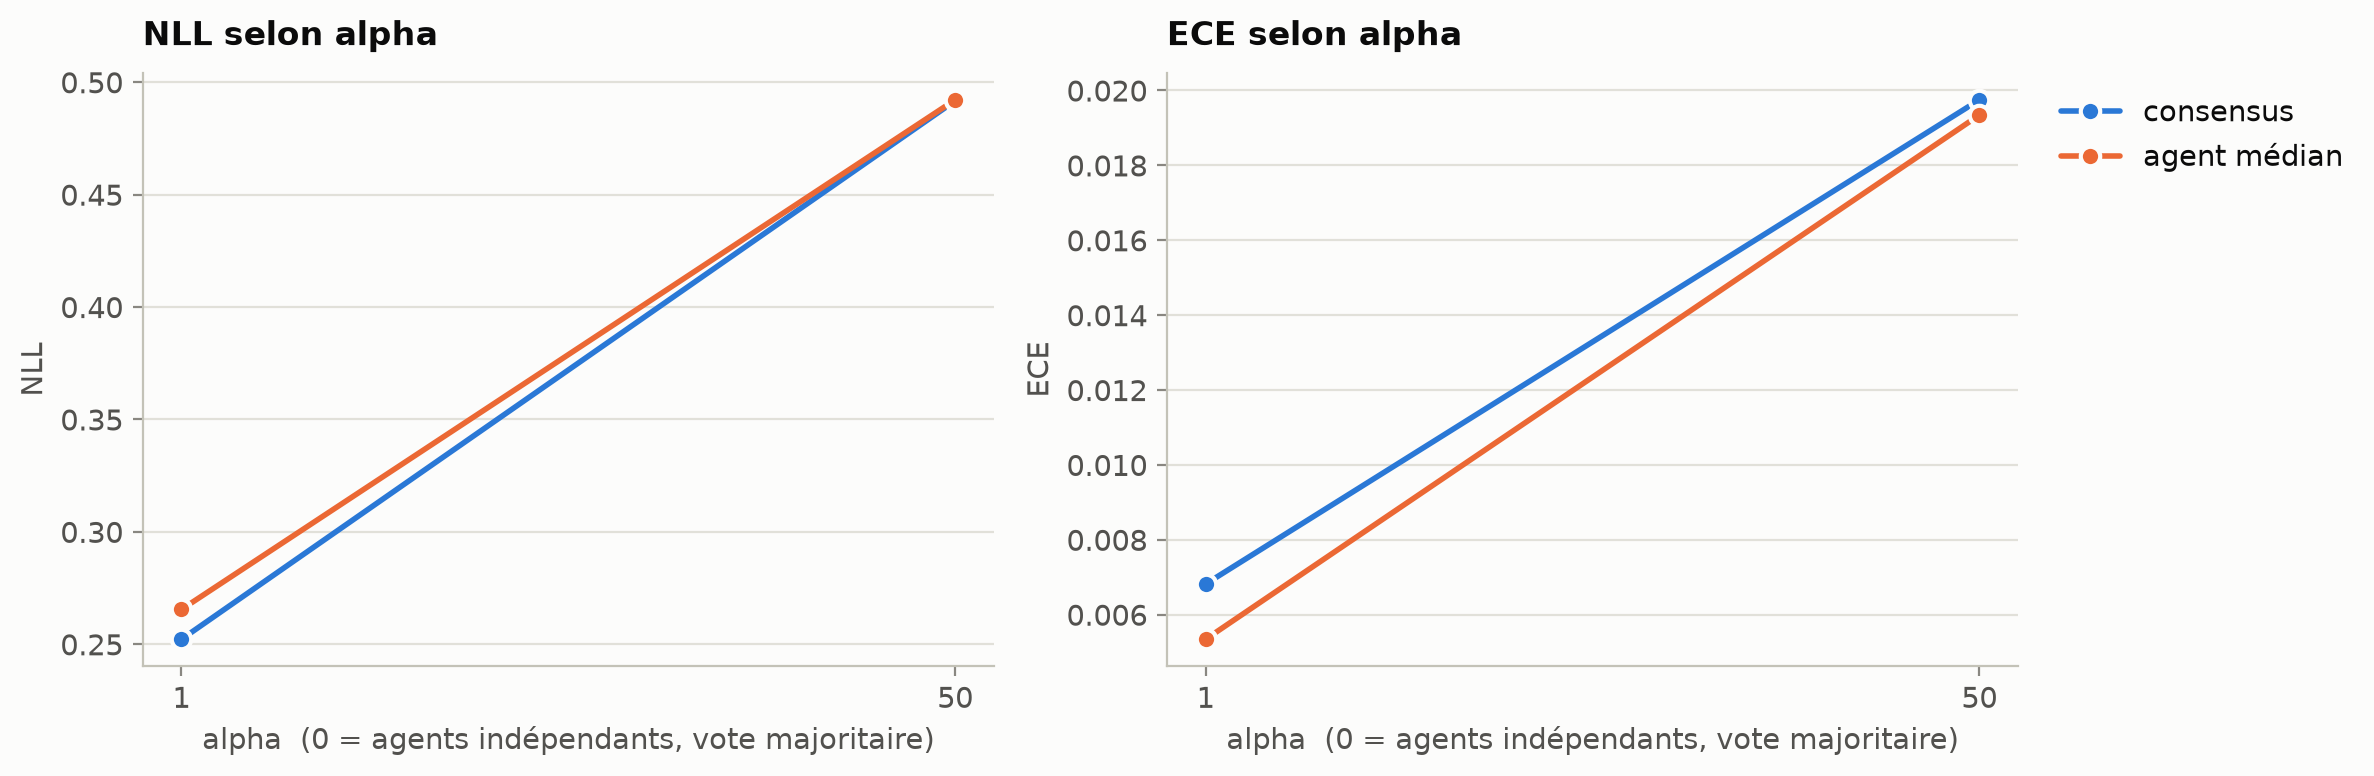 NLL selon alpha
0.50
0.45
0.40
0.35
0.30
0.25
NLL
1 50
alpha (0 = agents indépendants, vote majoritaire)
ECE selon alpha
0.020
0.018
0.016
0.014
0.012
0.010
0.008
0.006
ECE
1 50
alpha (0 = agents indépendants, vote majoritaire)
consensus
agent médian